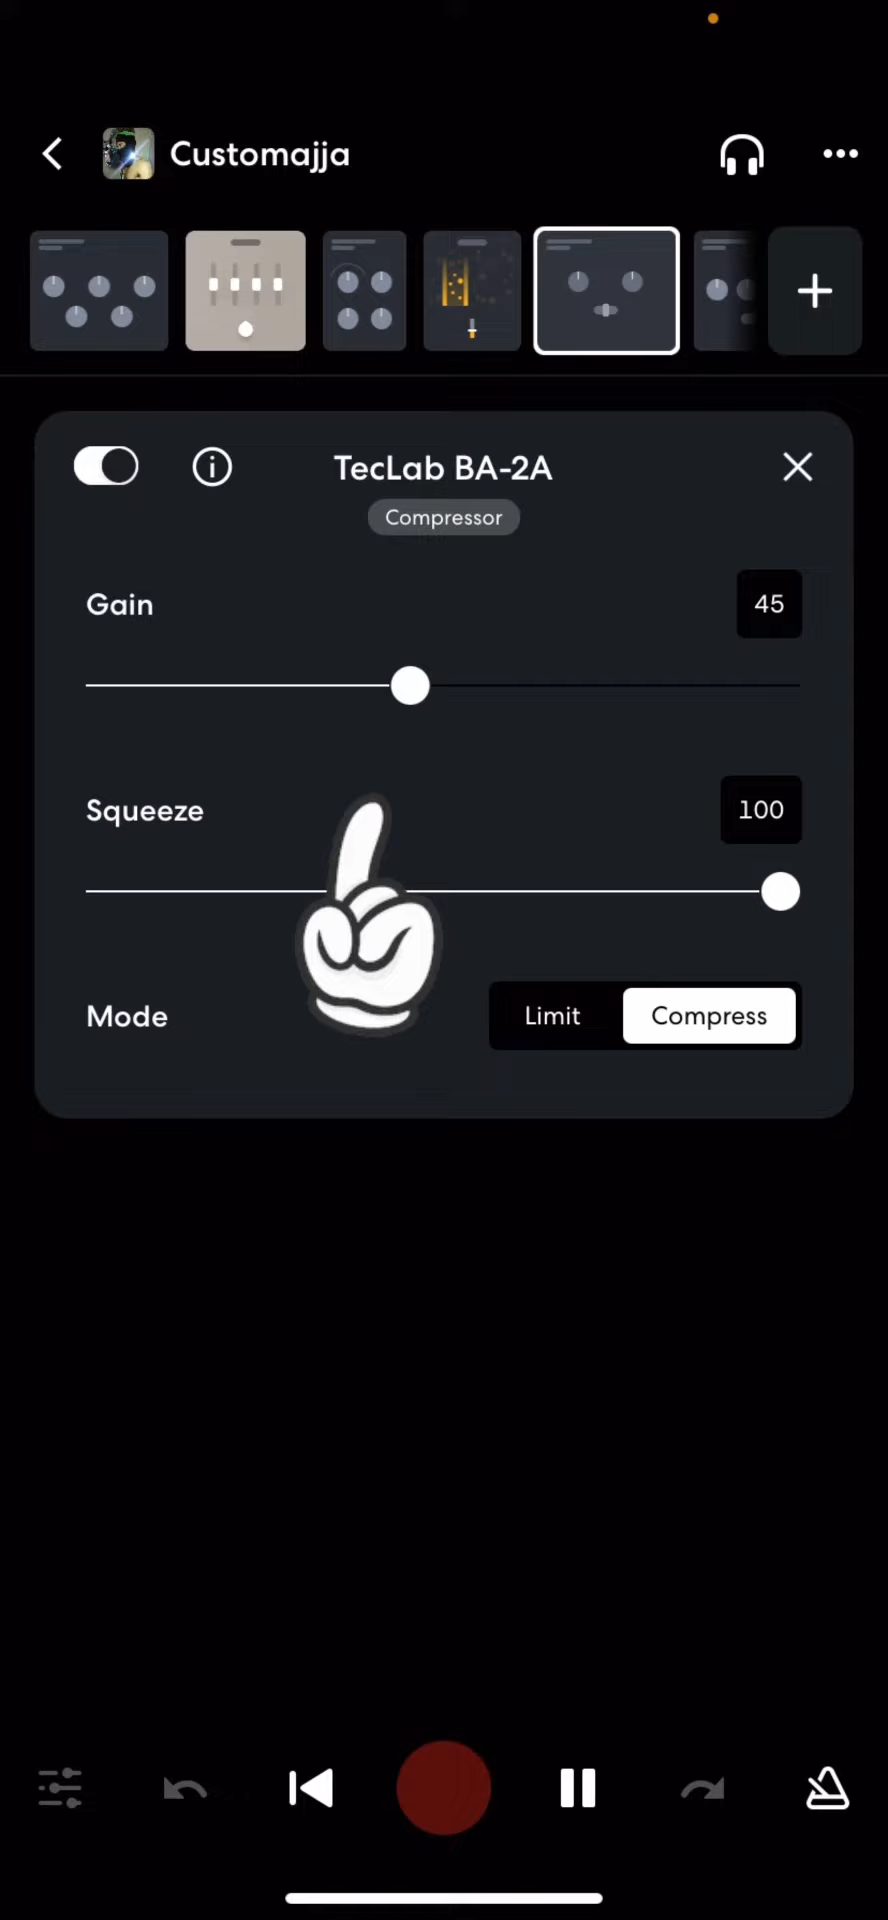 Customajja
TecLab BA-2A
Compressor
Gain
45
Squeeze
100
Mode
Limit
Compress